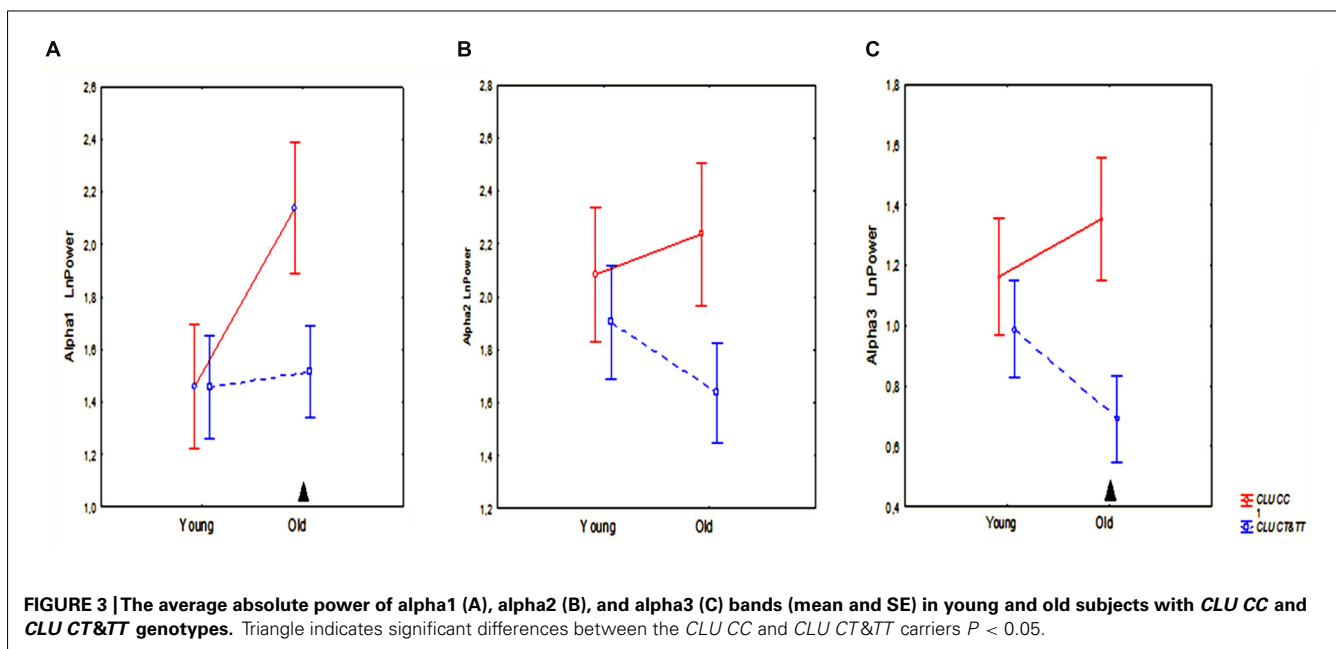 A
B
C
2,6
2,4
2,2
2,0
1,8
1,6
1,4
1,2
1,0
Alpha1 LnPower
Young
Old
2,8
2,6
2,4
2,2
2,0
1,8
1,6
1,4
1,2
Alpha2 LnPower
Young
Old
1,8
1,6
1,4
1,2
1,0
0,8
0,6
0,4
Alpha3 LnPower
Young
Old
CLU CC
1
CLU CT&TT
FIGURE 3 | The average absolute power of alpha1 (A), alpha2 (B), and alpha3 (C) bands (mean and SE) in young and old subjects with CLU CC and
CLU CT&TT genotypes. Triangle indicates significant differences between the CLU CC and CLU CT&TT carriers P < 0.05.